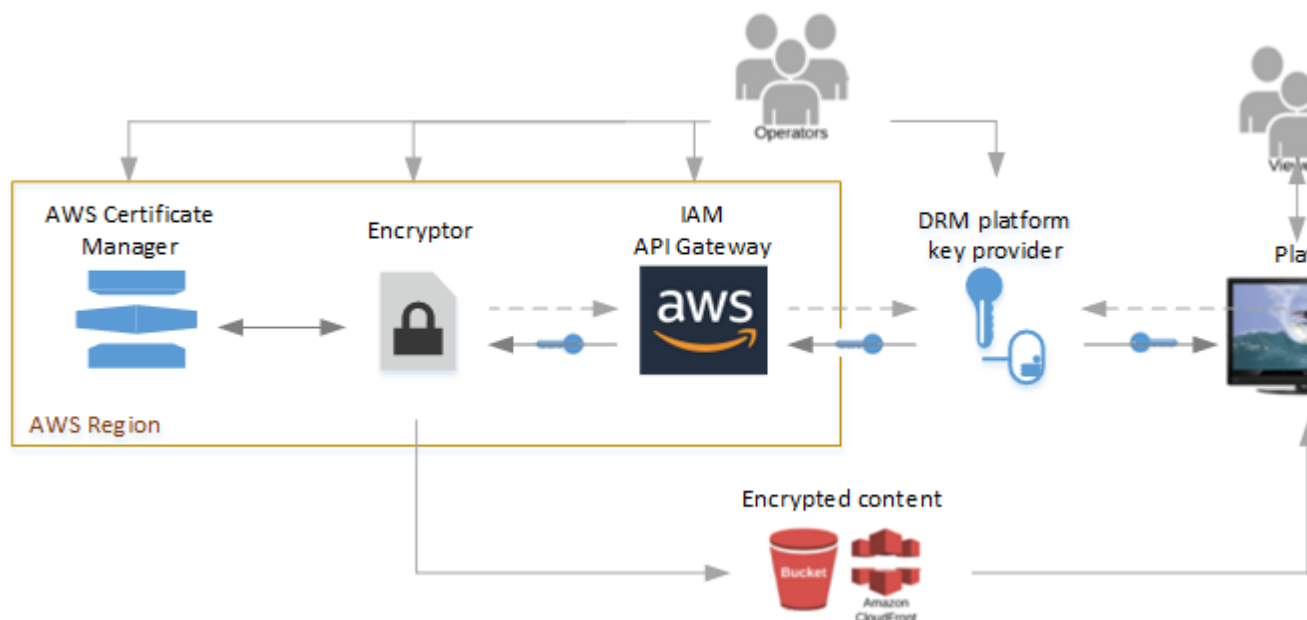 Operators
AWS Certificate
Manager
Encryptor
IAM
API Gateway
aws
DRM platform
key provider
AWS Region
Encrypted content
Bucket
Amazon
CloudFront